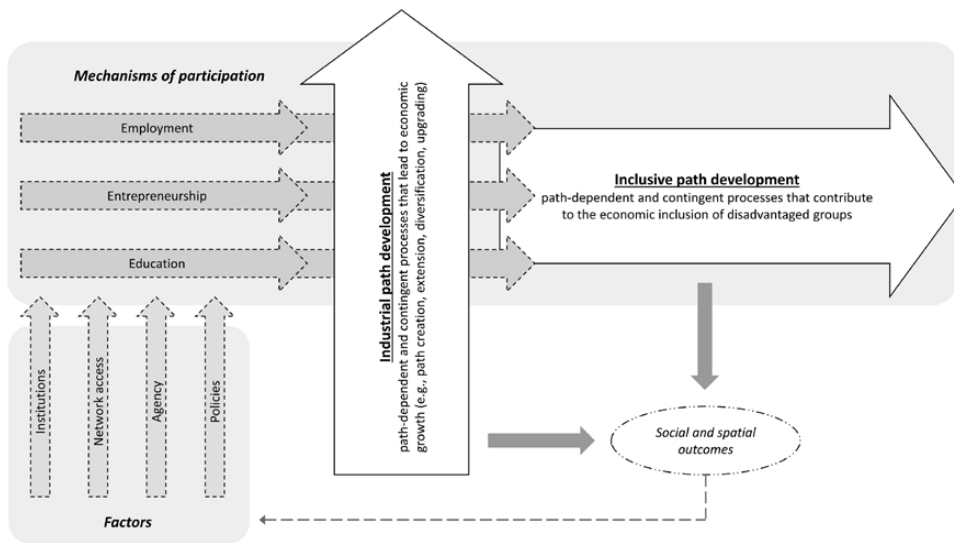 Mechanisms of participation
Employment
Entrepreneurship
Education
Institutions
Network access
Agency
Policies
Factors
Industrial path development
path-dependent and contingent processes that lead to economic
growth (e.g., path creation, extension, diversification, upgrading)
Inclusive path development
path-dependent and contingent processes that contribute
to the economic inclusion of disadvantaged groups
Social and spatial
outcomes